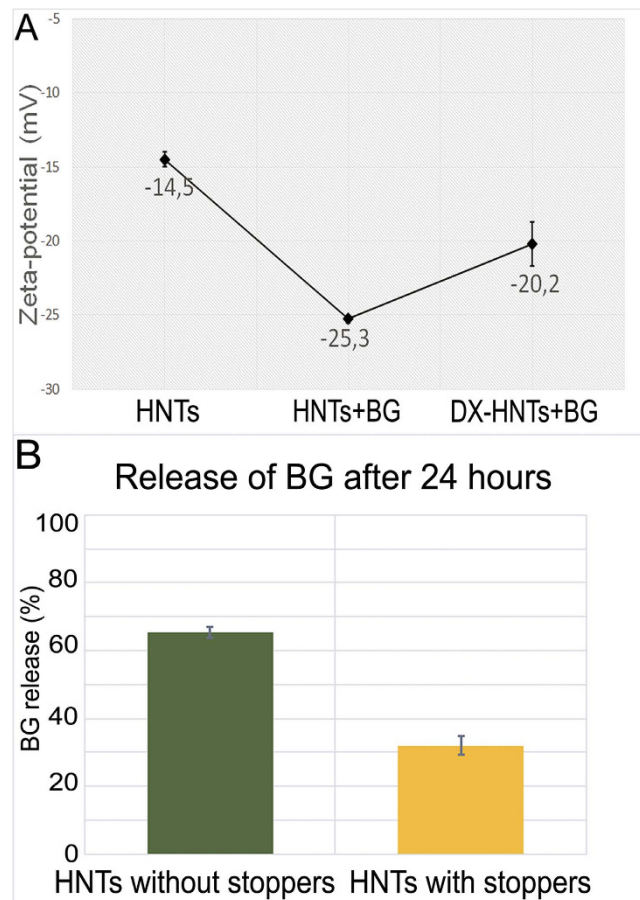 A
Zeta-potential (mV)
-5
-10
-15
-20
-25
-30
-14,5
-25,3
-20,2
HNTs HNTs+BG DX-HNTs+BG
B
Release of BG after 24 hours
BG release (%)
100
80
60
40
20
0
HNTs without stoppers HNTs with stoppers